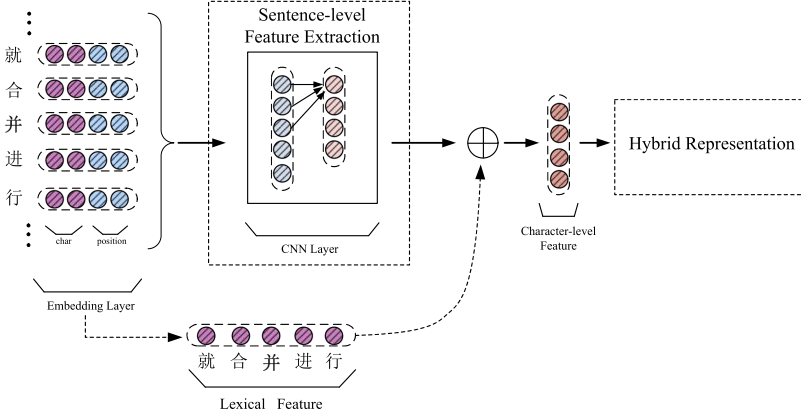 Sentence-level
Feature Extraction
就
合
并
进
行
char position
CNN Layer
Embedding Layer
Character-level
Feature
Hybrid Representation
就 合 并 进 行
Lexical Feature